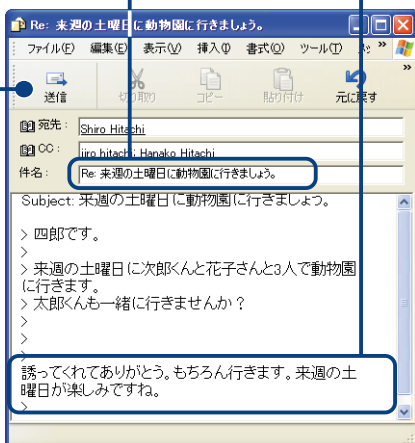 Re: 来週の土曜日に動物園に行きましょう。
ファイル(F) 編集(E) 表示(V) 挿入(I) 書式(O) ツール(T) »
送信 切り取り コピー 貼り付け 元に戻す »
宛先: Shiro Hitachi
CC: jiro hitachi; Hanako Hitachi
件名: Re: 来週の土曜日に動物園に行きましょう。
Subject: 来週の土曜日に動物園に行きましょう。
> 四郎です。
>
> 来週の土曜日に次郎くんと花子さんと3人で動物園
に行きます。
> 太郎くんも一緒に行きませんか?
>
>
>
誘ってくれてありがとう。もちろん行きます。来週の土
曜日が楽しみですね。
>